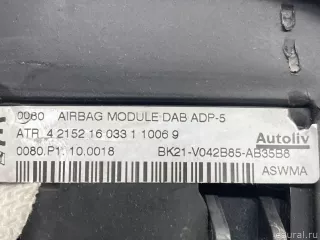 0080 AIRBAG MODULE DAB ADP-5
ATR 4 2152 16 033 1 1006 9
Autoliv
0080.P1.10.0018 BK21-V042B85-AB35B8
ASWMA